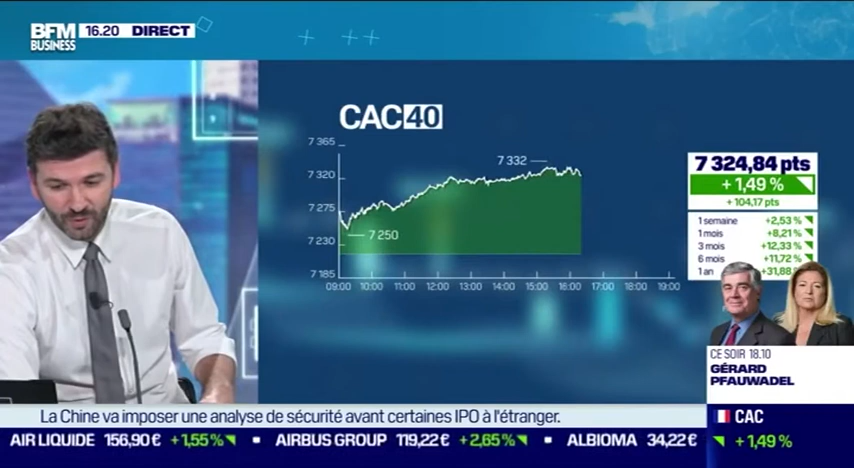 BFM BUSINESS
16.20 DIRECT
CAC40
7 365
7 320
7 275
7 230
7 185
7 332
7 250
09:00 10:00 11:00 12:00 13:00 14:00 15:00 16:00 17:00 18:00 19:00
7 324,84 pts
+ 1,49 %
+ 104,17 pts
1 semaine +2,53 %
1 mois +8,21 %
3 mois +12,33 %
6 mois +11,72 %
1 an +31,88
CE SOIR 18.10
GÉRARD
PFAUWADEL
La Chine va imposer une analyse de sécurité avant certaines IPO à l'étranger.
CAC
+ 1,49 %
AIR LIQUIDE 156,90 € + 1,55 % AIRBUS GROUP 119,22 € + 2,65 % ALBIOMA 34,22 €